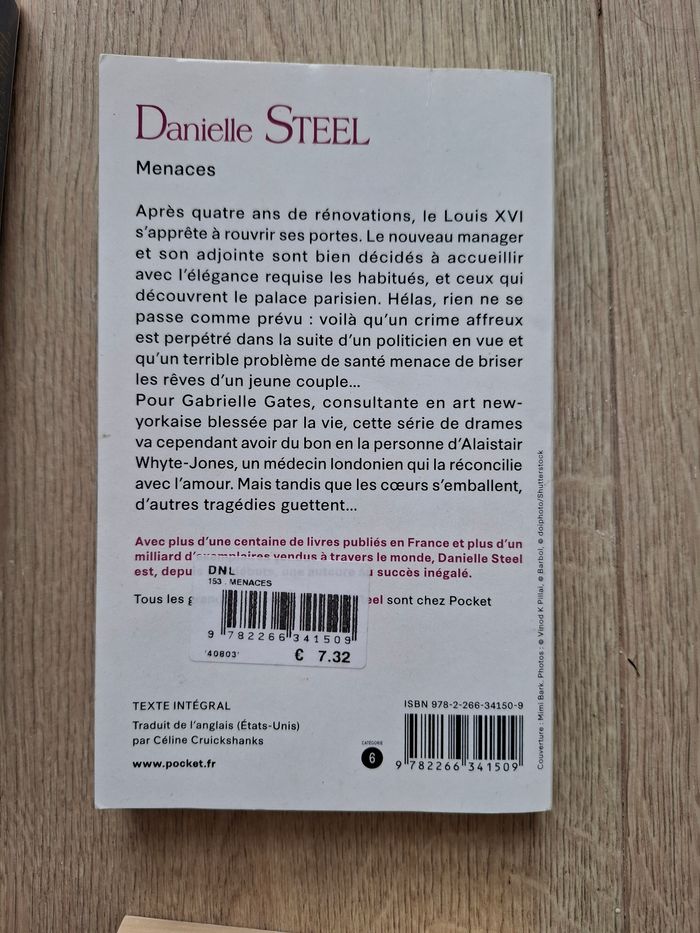 Danielle STEEL
Menaces
Après quatre ans de rénovations, le Louis XVI
s’apprête à rouvrir ses portes. Le nouveau manager
et son adjointe sont bien décidés à accueillir
avec l’élégance requise les habitués, et ceux qui
découvrent le palace parisien. Hélas, rien ne se
passe comme prévu : voilà qu’un crime affreux
est perpétré dans la suite d’un politicien en vue et
qu’un terrible problème de santé menace de briser
les rêves d’un jeune couple...
Pour Gabrielle Gates, consultante en art new-
yorkaise blessée par la vie, cette série de drames
va cependant avoir du bon en la personne d’Alaistair
Whyte-Jones, un médecin londonien qui la réconcilie
avec l’amour. Mais tandis que les cœurs s’emballent,
d’autres tragédies guettent...
Avec plus d’une centaine de livres publiés en France et plus d’un
milliard d’exemplaires vendus à travers le monde, Danielle Steel
est, depuis succès inégalé.
Tous les sont chez Pocket
DNL
153 . MENACES
9 782266 341509
'40803' € 7.32
TEXTE INTÉGRAL
Traduit de l’anglais (États-Unis)
par Céline Cruickshanks
www.pocket.fr
CATÉGORIE
6
ISBN 978-2-266-34150-9
9 782266 341509
Couverture : Mimi Bark. Photos : © Vinod K Pillai, © Barbol, © doiphoto/Shutterstock